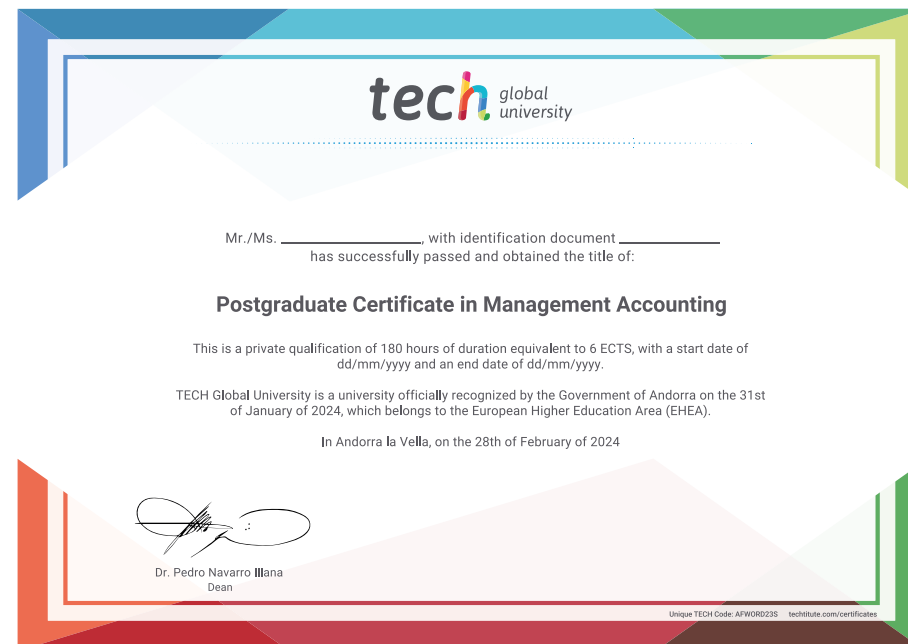 tech global
university
Mr./Ms. ____________________, with identification document ______________
has successfully passed and obtained the title of:
Postgraduate Certificate in Management Accounting
This is a private qualification of 180 hours of duration equivalent to 6 ECTS, with a start date of
dd/mm/yyyy and an end date of dd/mm/yyyy.
TECH Global University is a university officially recognized by the Government of Andorra on the 31st
of January of 2024, which belongs to the European Higher Education Area (EHEA).
In Andorra la Vella, on the 28th of February of 2024
Dr. Pedro Navarro Illana
Dean
Unique TECH Code: AFWORD23S techtitute.com/certificates